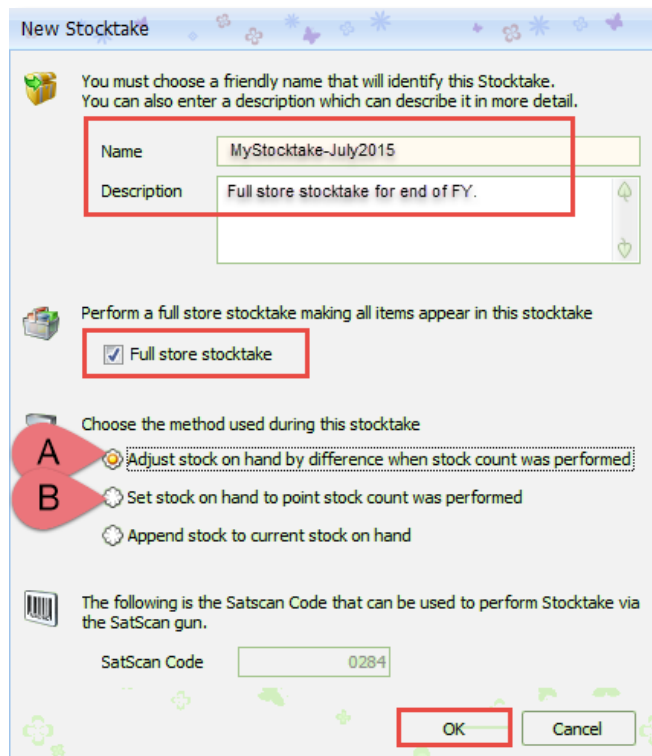 New Stocktake
You must choose a friendly name that will identify this Stocktake.
You can also enter a description which can describe it in more detail.
Name MyStocktake-July2015
Description Full store stocktake for end of FY.
Perform a full store stocktake making all items appear in this stocktake
Full store stocktake
Choose the method used during this stocktake
A Adjust stock on hand by difference when stock count was performed
B Set stock on hand to point stock count was performed
Append stock to current stock on hand
The following is the Satscan Code that can be used to perform Stocktake via
the SatScan gun.
SatScan Code 0284
OK Cancel